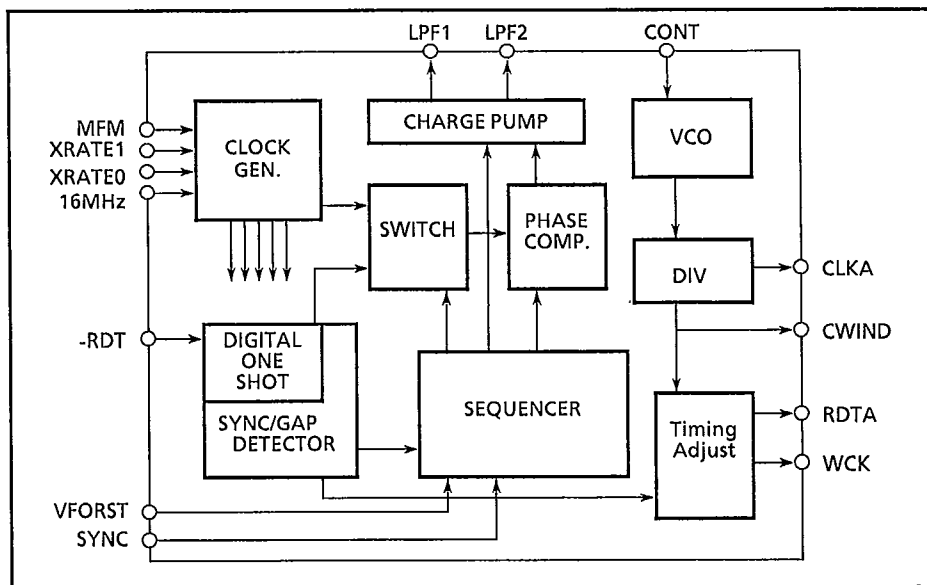 LPF1 LPF2 CONT
MFM
XRATE1
XRATE0
16MHz
CLOCK
GEN.
CHARGE PUMP
VCO
SWITCH
PHASE
COMP.
DIV
CLKA
-RDT
CWIND
DIGITAL
ONE
SHOT
SYNC/GAP
DETECTOR
SEQUENCER
Timing
Adjust
RDTA
WCK
VFORST
SYNC